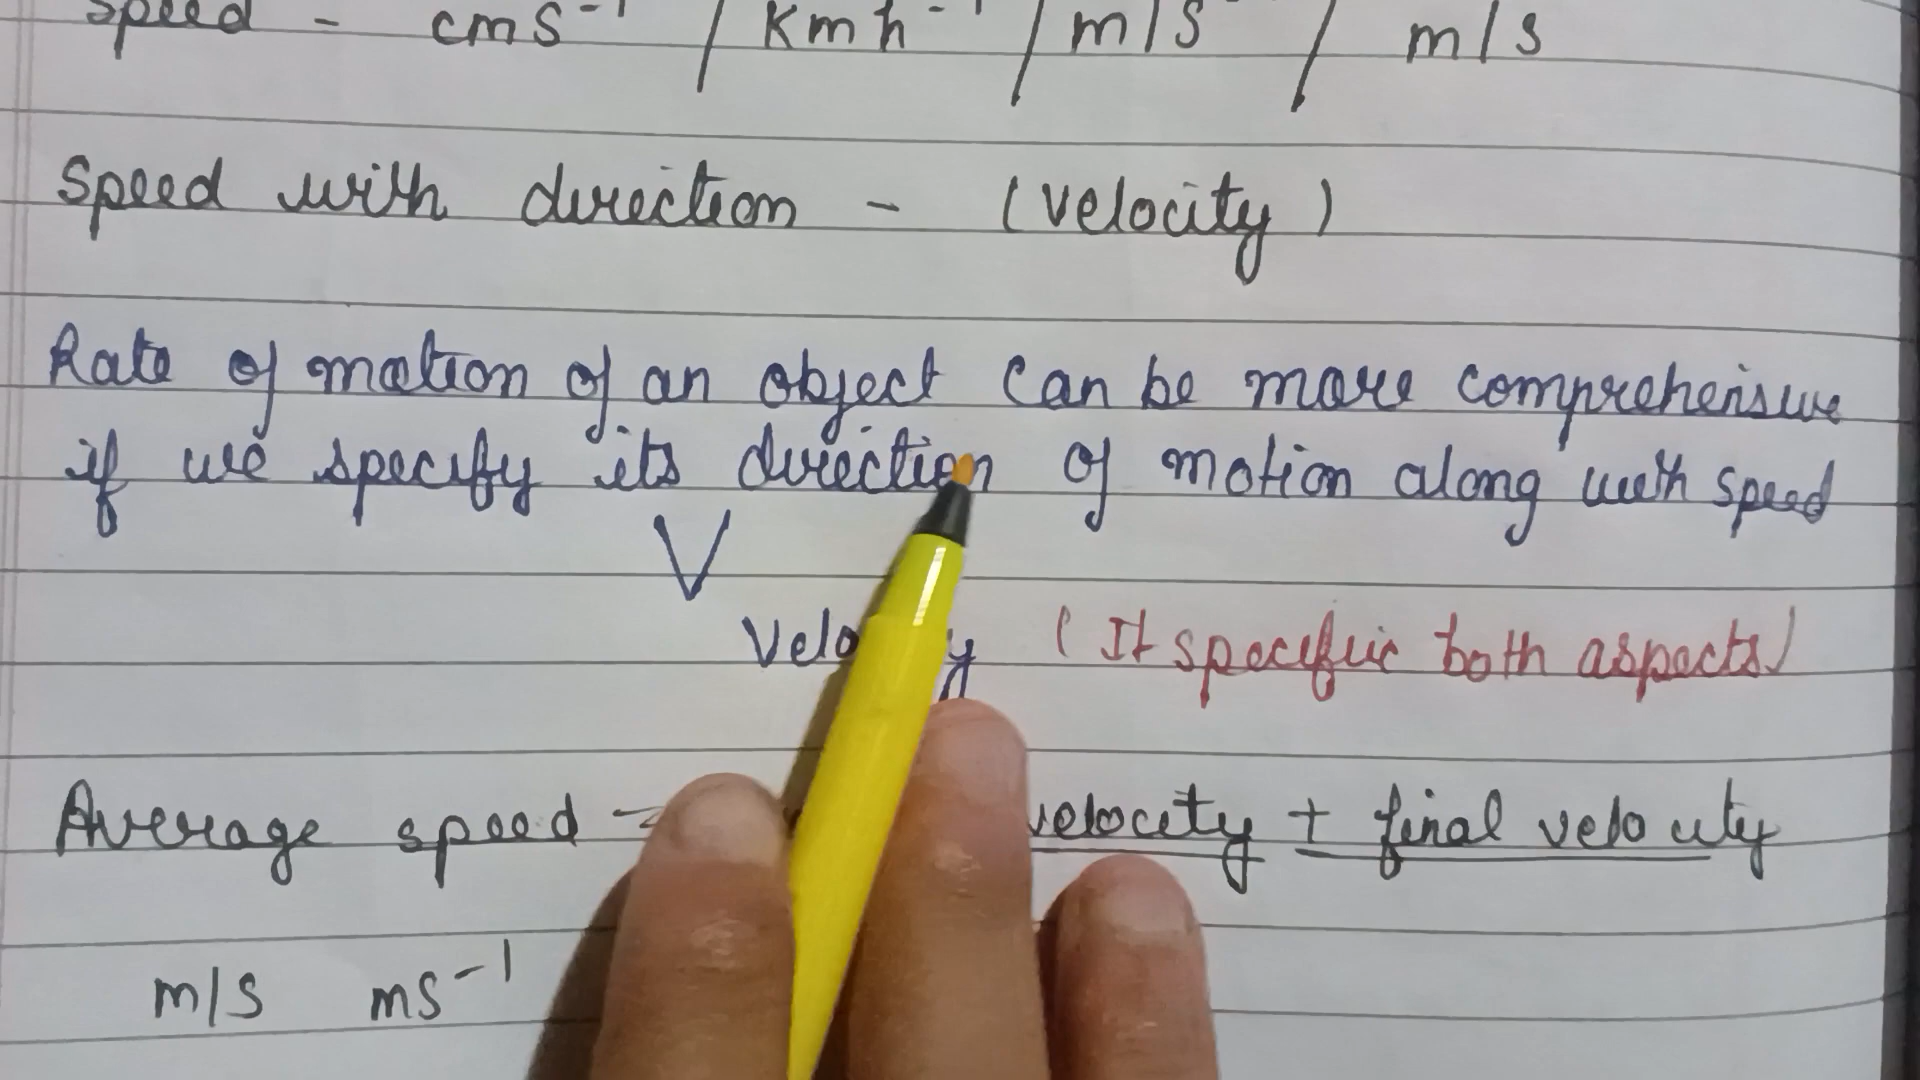 Speed - cms⁻¹ / Kmh⁻¹ / m/s⁻ / m/s
Speed with direction - (velocity)
Rate of motion of an object can be more comprehensive
if we specify its direction of motion along with speed
V
Velo y (It specific both aspects)
Average speed = velocity + final velocity
m/s ms⁻¹